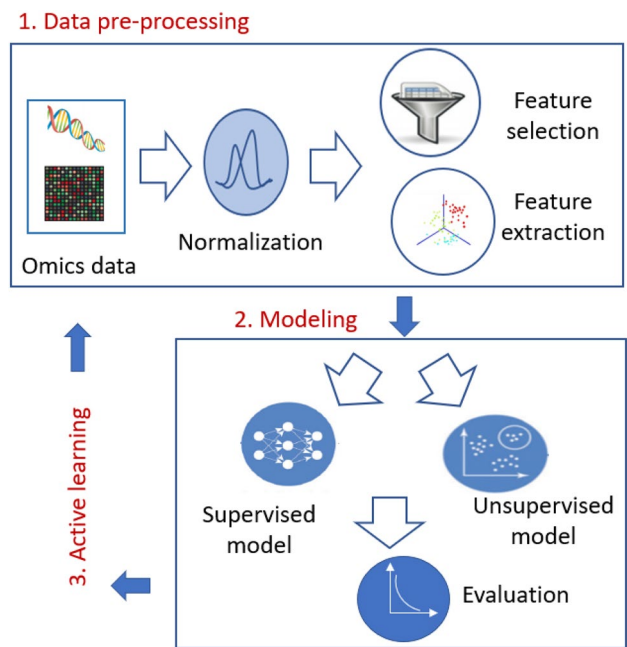 1. Data pre-processing
Omics data
Normalization
Feature
selection
Feature
extraction
2. Modeling
Supervised
model
Unsupervised
model
Evaluation
3. Active learning